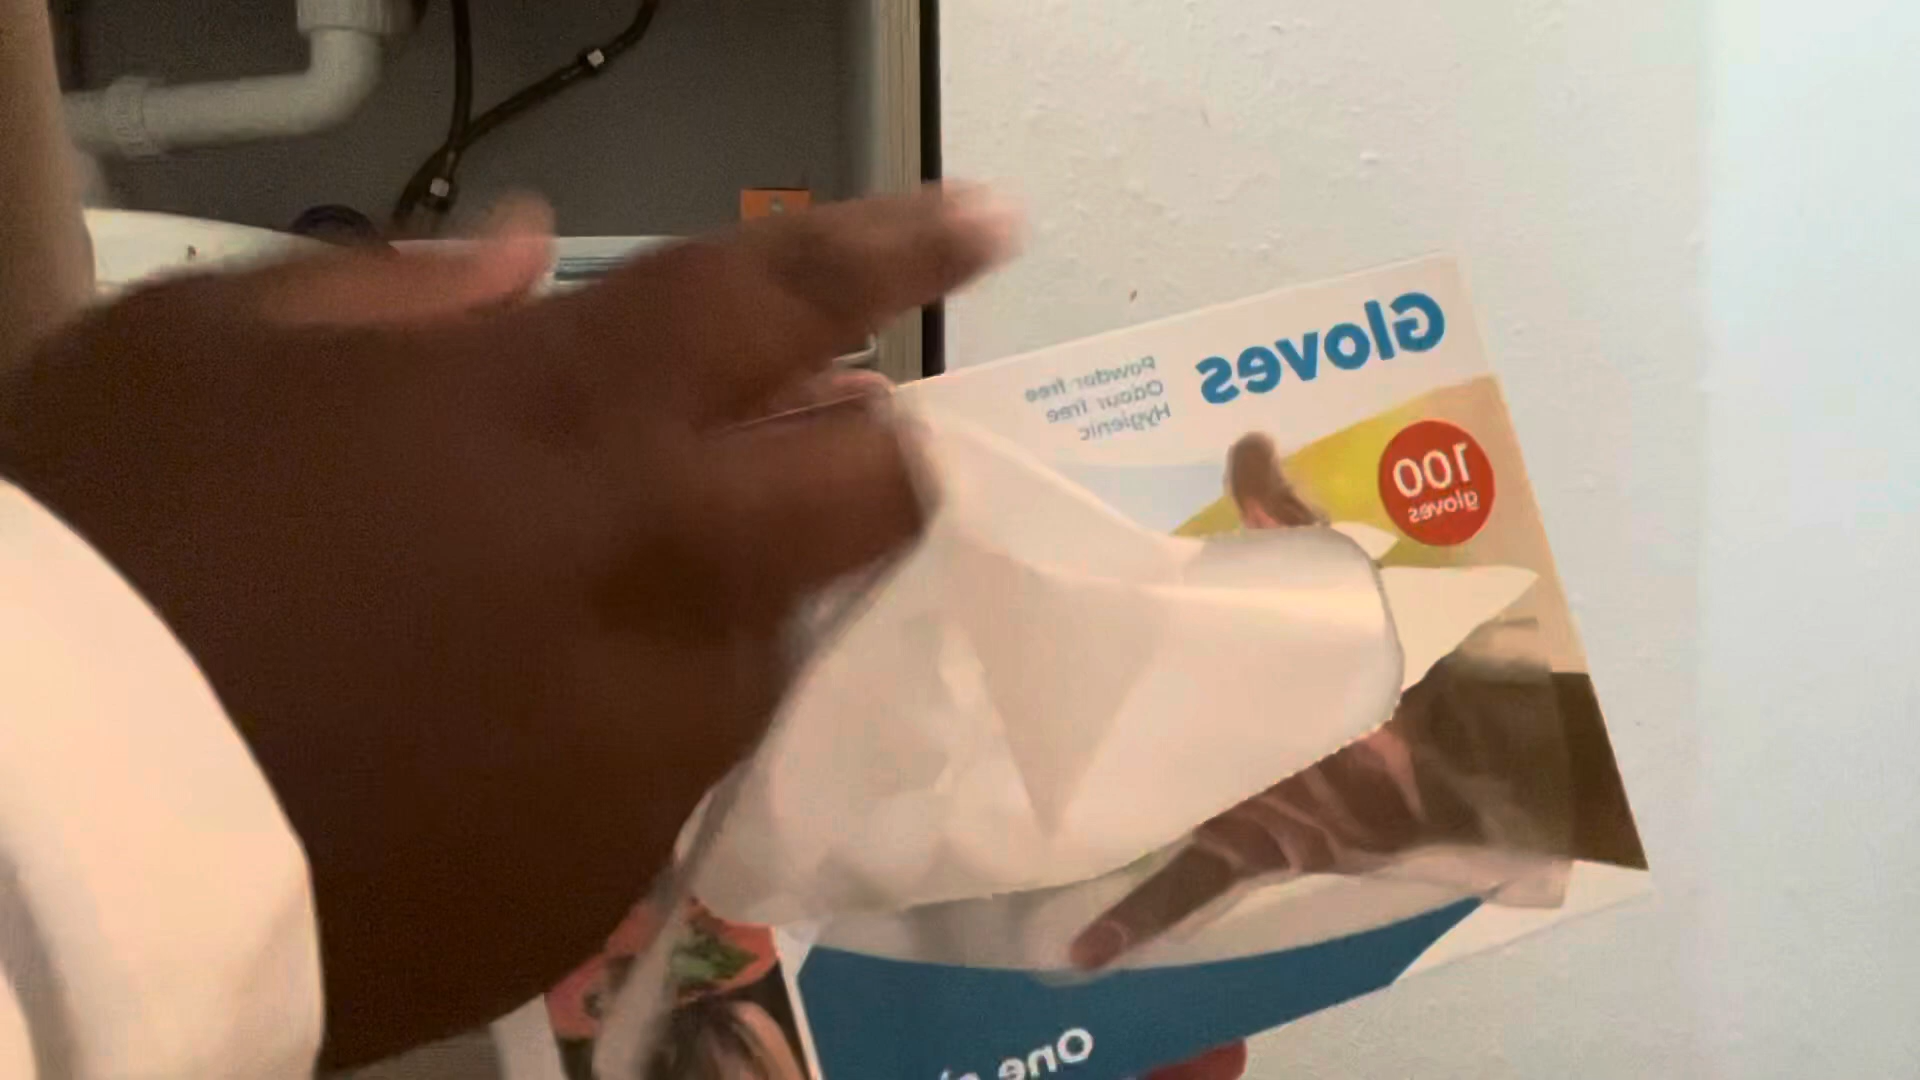 Gloves
Powder free
Odour free
Hygienic
100
gloves
One